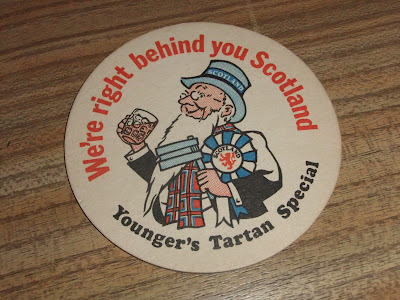 We're right behind you Scotland
SCOTLAND
SCOTLAND
Younger's Tartan Special